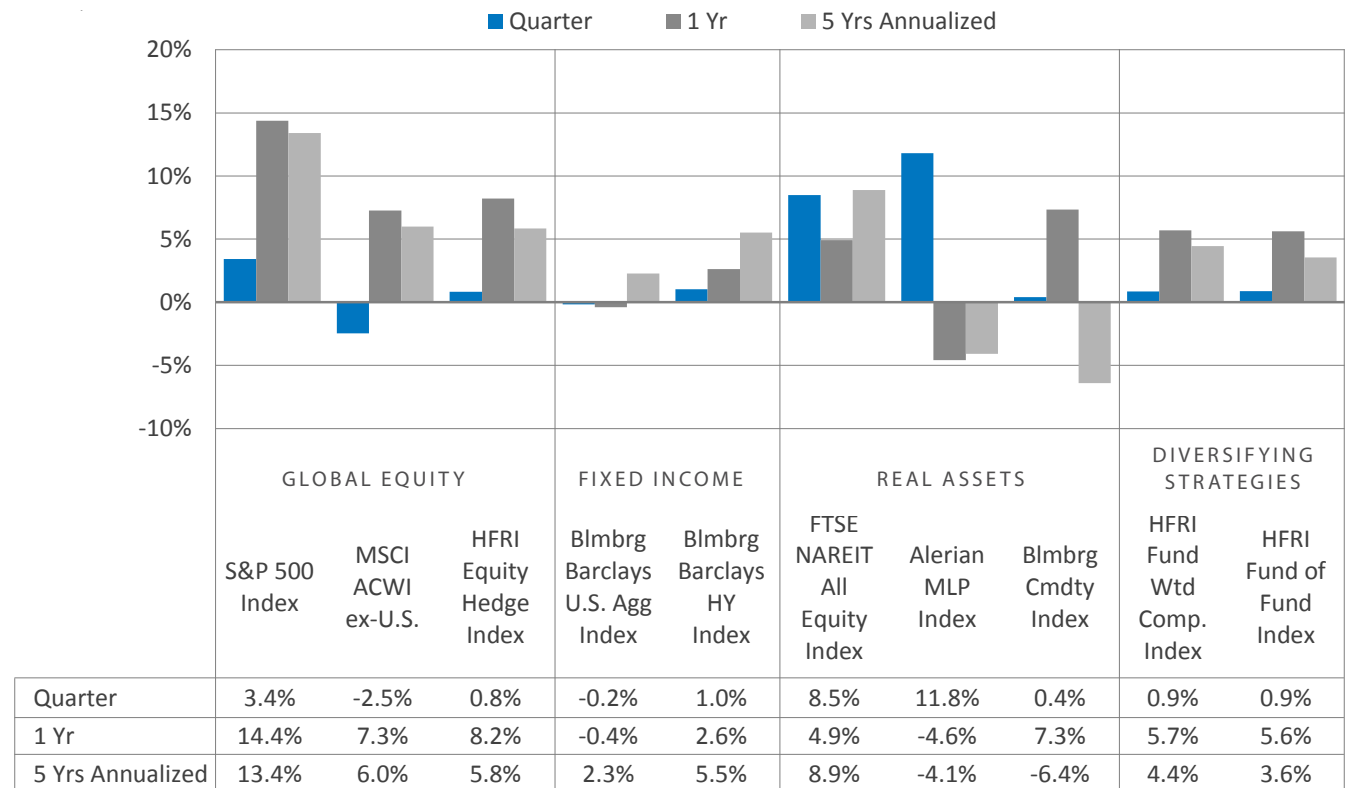 Quarter 1 Yr 5 Yrs Annualized
20%
15%
10%
5%
0%
-5%
-10%
GLOBAL EQUITY
FIXED INCOME
REAL ASSETS
DIVERSIFYING
STRATEGIES
S&P 500
Index
MSCI
ACWI
ex-U.S.
HFRI
Equity
Hedge
Index
Blmbrg
Barclays
U.S. Agg
Index
Blmbrg
Barclays
HY
Index
FTSE
NAREIT
All
Equity
Index
Alerian
MLP
Index
Blmbrg
Cmdty
Index
HFRI
Fund
Wtd
Comp.
Index
HFRI
Fund of
Fund
Index
Quarter 3.4% -2.5% 0.8% -0.2% 1.0% 8.5% 11.8% 0.4% 0.9% 0.9%
1 Yr 14.4% 7.3% 8.2% -0.4% 2.6% 4.9% -4.6% 7.3% 5.7% 5.6%
5 Yrs Annualized 13.4% 6.0% 5.8% 2.3% 5.5% 8.9% -4.1% -6.4% 4.4% 3.6%